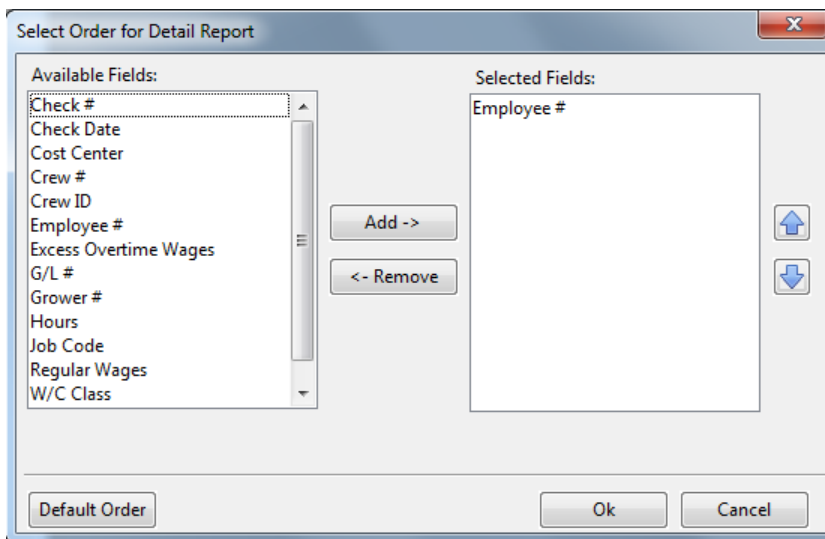 Select Order for Detail Report
Available Fields:
Check #
Check Date
Cost Center
Crew #
Crew ID
Employee #
Excess Overtime Wages
G/L #
Grower #
Hours
Job Code
Regular Wages
W/C Class
Add ->
<- Remove
Selected Fields:
Employee #
Default Order
Ok
Cancel